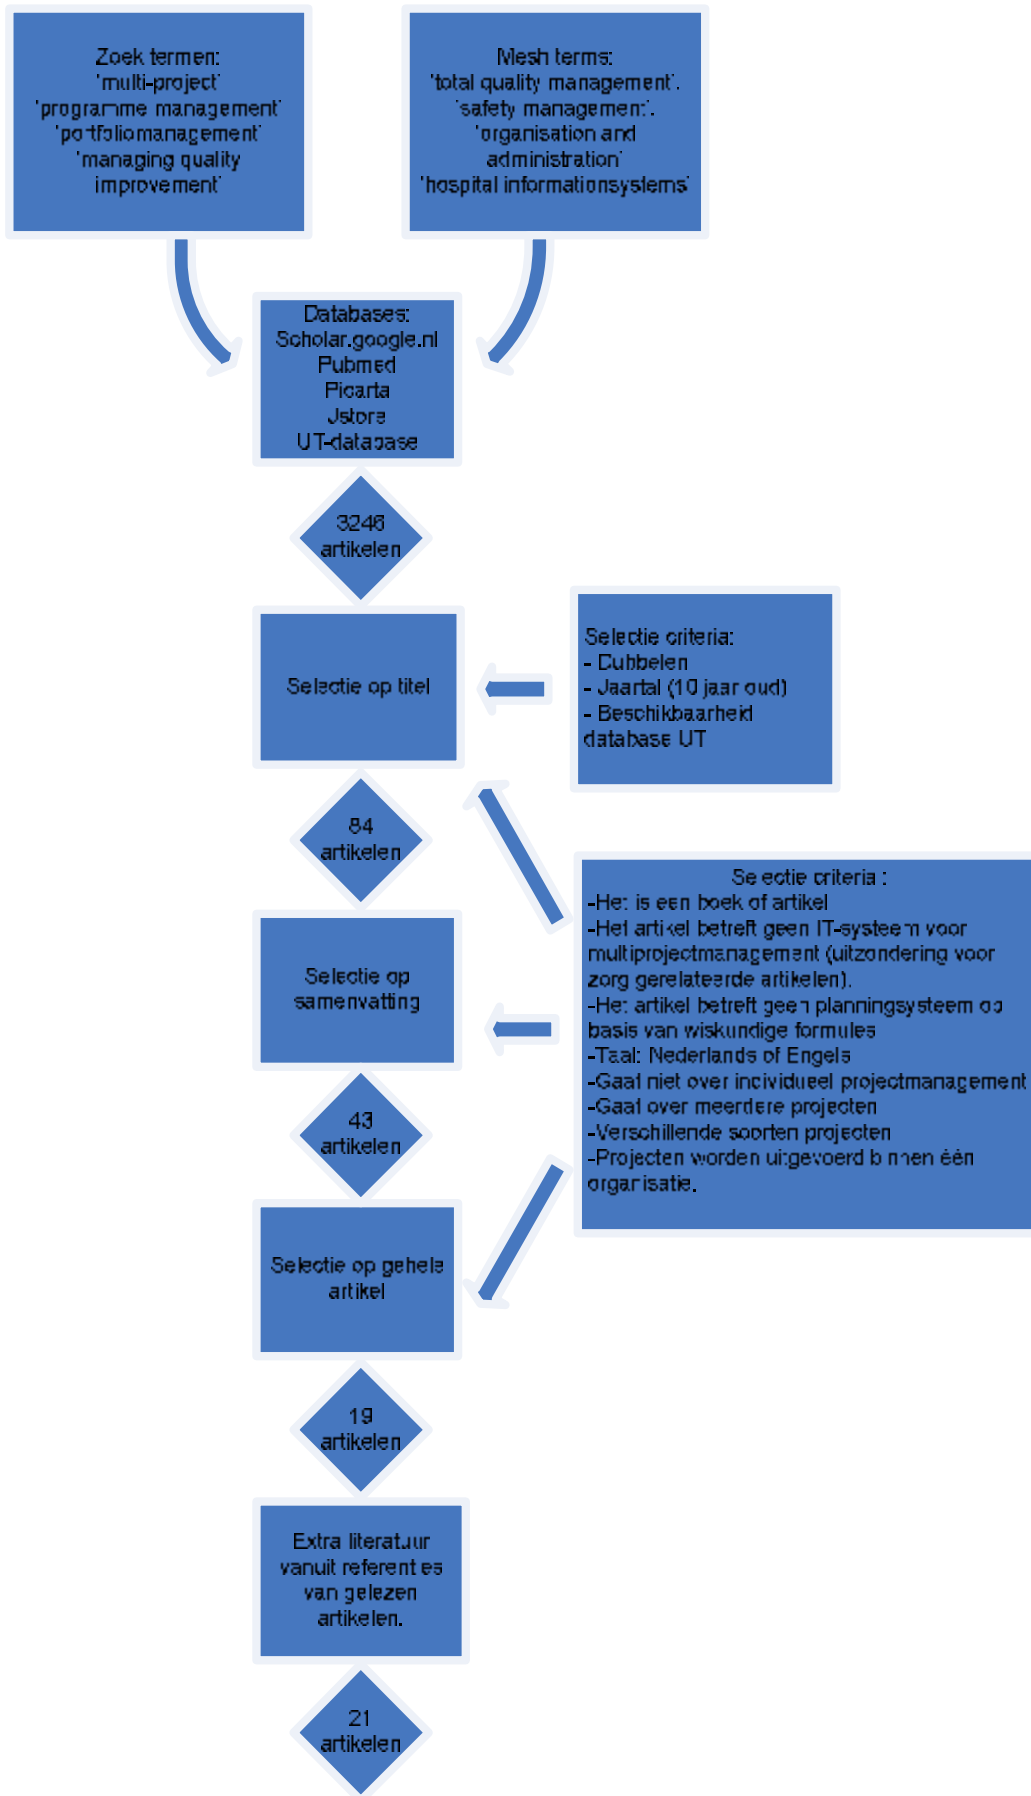 Zoek termen:
'multi-project'
'programme management'
'portfoliomanagement'
'managing quality
improvement'
Mesh terms:
'total quality management'.
'safety management'.
'organisation and
administration'
'hospital informationsystems'
Databases:
Scholar.google.nl
Pubmed
Picarta
Jstore
UT-database
3246
artikelen
Selectie op titel
Selectie criteria:
- Dubbelen
- Jaartal (10 jaar oud)
- Beschikbaarheid
database UT
84
artikelen
Selectie criteria :
-Het is een boek of artikel
-Het artikel betreft geen IT-systeem voor
multiprojectmanagement (uitzondering voor
zorg gerelateerde artikelen).
-Het artikel betreft geen planningsysteem op
basis van wiskundige formules
-Taal: Nederlands of Engels
-Gaat niet over individueel projectmanagement
-Gaat over meerdere projecten
-Verschillende soorten projecten
-Projecten worden uitgevoerd binnen één
organisatie.
Selectie op
samenvatting
43
artikelen
Selectie op gehele
artikel
19
artikelen
Extra literatuur
vanuit referenties
van gelezen
artikelen.
21
artikelen